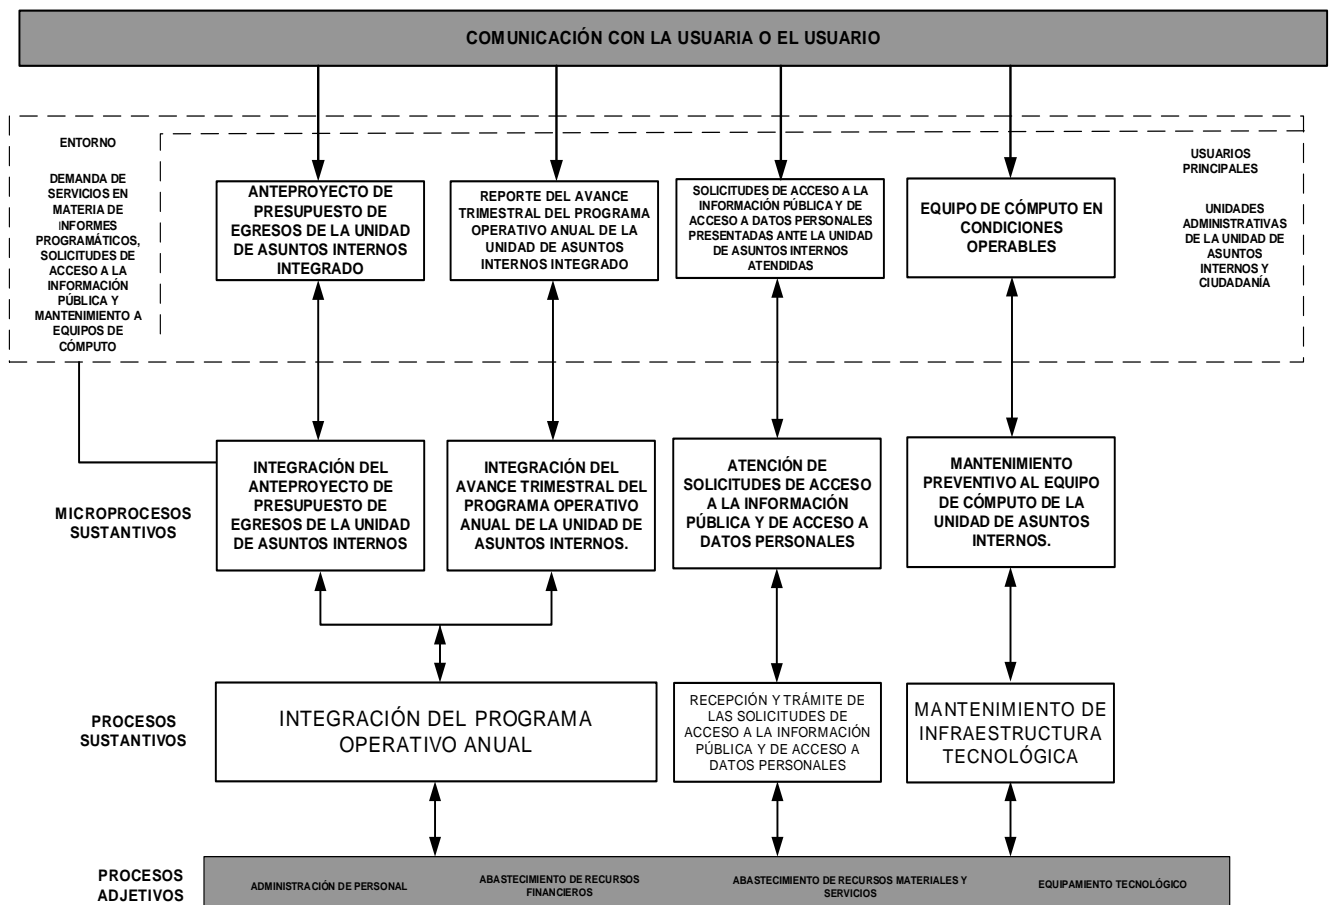 COMUNICACIÓN CON LA USUARIA O EL USUARIO
ENTORNO
DEMANDA DE
SERVICIOS EN
MATERIA DE
INFORMES
PROGRAMÁTICOS,
SOLICITUDES DE
ACCESO A LA
INFORMACIÓN
PÚBLICA Y
MANTENIMIENTO A
EQUIPOS DE
CÓMPUTO
ANTEPROYECTO DE
PRESUPUESTO DE
EGRESOS DE LA UNIDAD
DE ASUNTOS INTERNOS
INTEGRADO
REPORTE DEL AVANCE
TRIMESTRAL DEL PROGRAMA
OPERATIVO ANUAL DE LA
UNIDAD DE ASUNTOS
INTERNOS INTEGRADO
SOLICITUDES DE ACCESO A LA
INFORMACIÓN PÚBLICA Y DE
ACCESO A DATOS PERSONALES
PRESENTADAS ANTE LA UNIDAD
DE ASUNTOS INTERNOS
ATENDIDAS
EQUIPO DE CÓMPUTO EN
CONDICIONES
OPERABLES
USUARIOS
PRINCIPALES
UNIDADES
ADMINISTRATIVAS
DE LA UNIDAD DE
ASUNTOS
INTERNOS Y
CIUDADANÍA
MICROPROCESOS
SUSTANTIVOS
INTEGRACIÓN DEL
ANTEPROYECTO DE
PRESUPUESTO DE
EGRESOS DE LA UNIDAD
DE ASUNTOS INTERNOS
INTEGRACIÓN DEL
AVANCE TRIMESTRAL DEL
PROGRAMA OPERATIVO
ANUAL DE LA UNIDAD DE
ASUNTOS INTERNOS.
ATENCIÓN DE
SOLICITUDES DE ACCESO
A LA INFORMACIÓN
PÚBLICA Y DE ACCESO A
DATOS PERSONALES
MANTENIMIENTO
PREVENTIVO AL EQUIPO
DE CÓMPUTO DE LA
UNIDAD DE ASUNTOS
INTERNOS.
PROCESOS
SUSTANTIVOS
INTEGRACIÓN DEL PROGRAMA
OPERATIVO ANUAL
RECEPCIÓN Y TRÁMITE DE
LAS SOLICITUDES DE
ACCESO A LA INFORMACIÓN
PÚBLICA Y DE ACCESO A
DATOS PERSONALES
MANTENIMIENTO DE
INFRAESTRUCTURA
TECNOLÓGICA
PROCESOS
ADJETIVOS
ADMINISTRACIÓN DE PERSONAL
ABASTECIMIENTO DE RECURSOS
FINANCIEROS
ABASTECIMIENTO DE RECURSOS MATERIALES Y
SERVICIOS
EQUIPAMIENTO TECNOLÓGICO